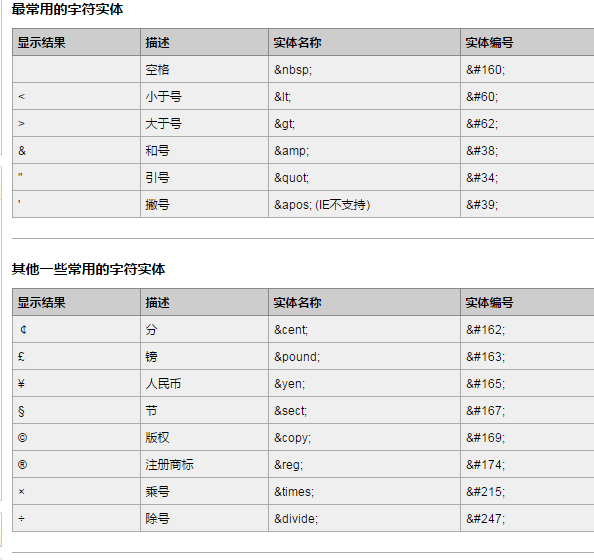 最常用的字符实体
显示结果 描述 实体名称 实体编号
空格 &nbsp; &#160;
< 小于号 &lt; &#60;
> 大于号 &gt; &#62;
& 和号 &amp; &#38;
" 引号 &quot; &#34;
' 撇号 &apos; (IE不支持) &#39;
其他一些常用的字符实体
显示结果 描述 实体名称 实体编号
¢ 分 &cent; &#162;
£ 镑 &pound; &#163;
¥ 人民币 &yen; &#165;
§ 节 &sect; &#167;
© 版权 &copy; &#169;
® 注册商标 &reg; &#174;
× 乘号 &times; &#215;
÷ 除号 &divide; &#247;